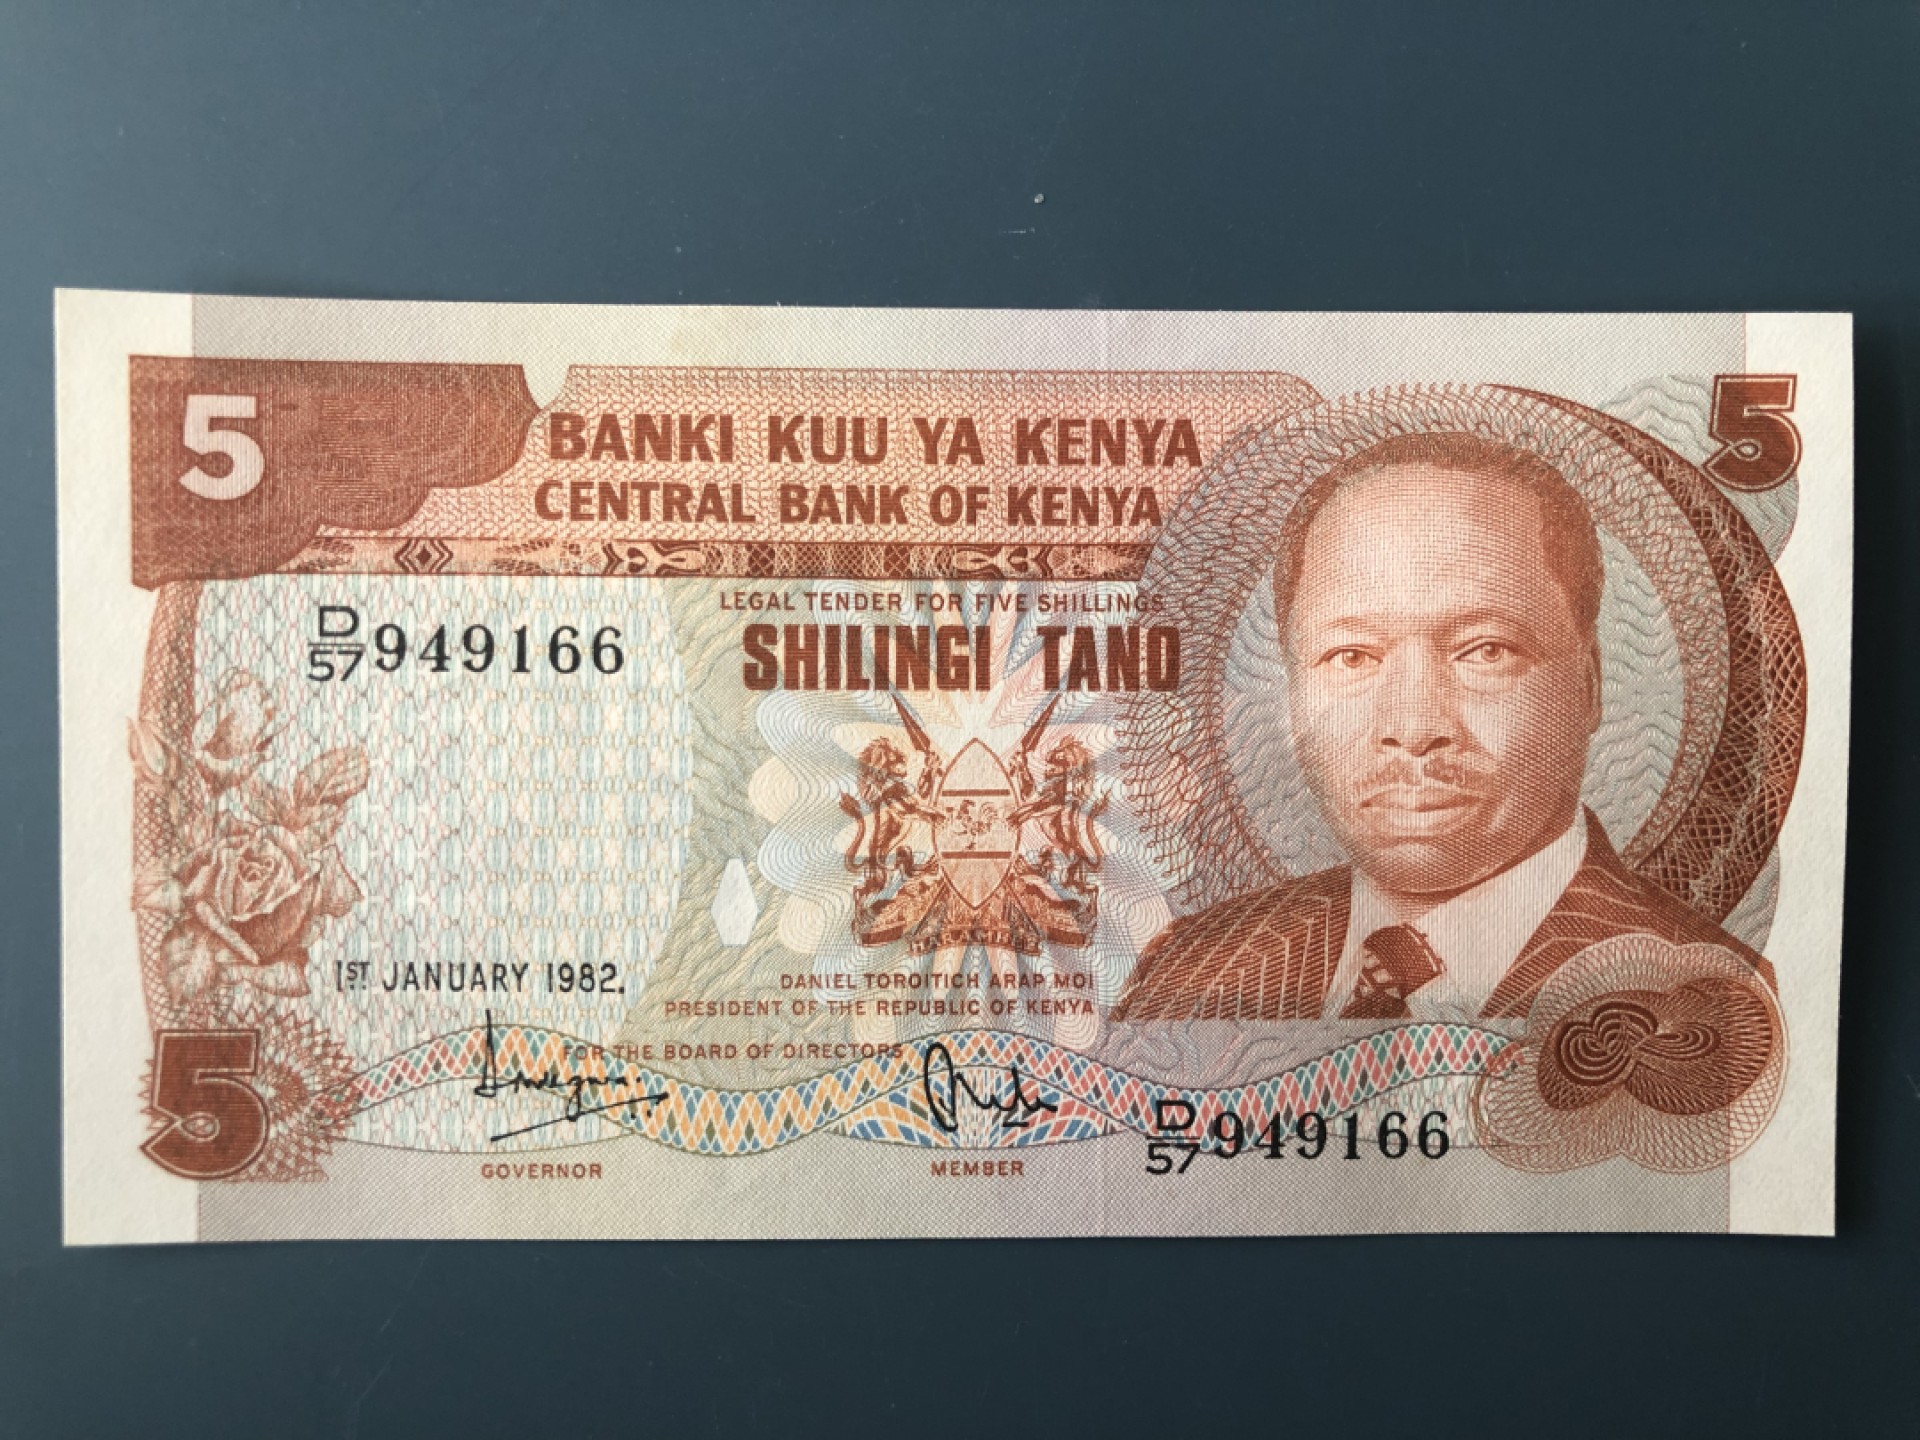 5
5
BANKI KUU YA KENYA
CENTRAL BANK OF KENYA
LEGAL TENDER FOR FIVE SHILLINGS
SHILINGI TANO
D/57 949166
HARAMBEE
1ST JANUARY 1982.
DANIEL TOROITICH ARAP MOI
PRESIDENT OF THE REPUBLIC OF KENYA
FOR THE BOARD OF DIRECTORS
5
D/57 949166
GOVERNOR
MEMBER